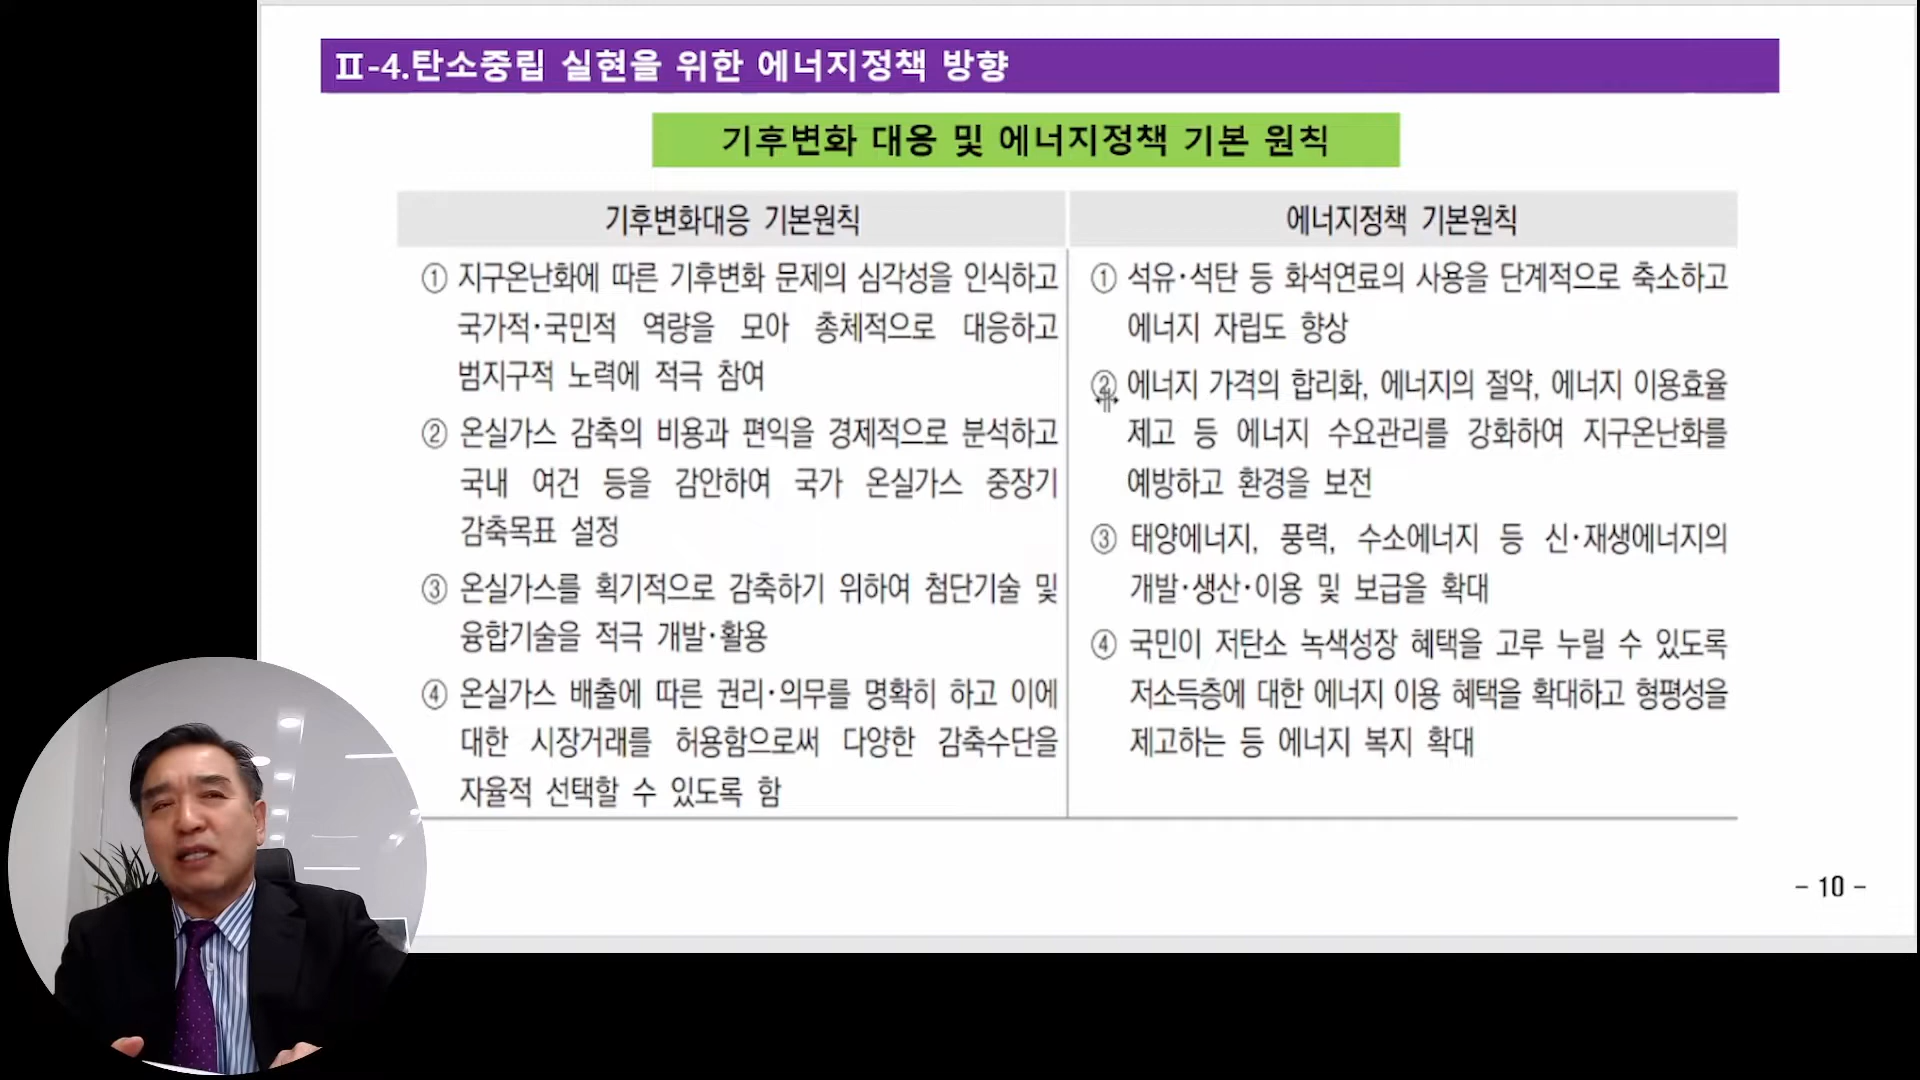 Ⅱ-4.탄소중립 실현을 위한 에너지정책 방향
기후변화 대응 및 에너지정책 기본 원칙
기후변화대응 기본원칙
① 지구온난화에 따른 기후변화 문제의 심각성을 인식하고
국가적·국민적 역량을 모아 총체적으로 대응하고
범지구적 노력에 적극 참여
② 온실가스 감축의 비용과 편익을 경제적으로 분석하고
국내 여건 등을 감안하여 국가 온실가스 중장기
감축목표 설정
③ 온실가스를 획기적으로 감축하기 위하여 첨단기술 및
융합기술을 적극 개발·활용
④ 온실가스 배출에 따른 권리·의무를 명확히 하고 이에
대한 시장거래를 허용함으로써 다양한 감축수단을
자율적 선택할 수 있도록 함
에너지정책 기본원칙
① 석유·석탄 등 화석연료의 사용을 단계적으로 축소하고
에너지 자립도 향상
② 에너지 가격의 합리화, 에너지의 절약, 에너지 이용효율
제고 등 에너지 수요관리를 강화하여 지구온난화를
예방하고 환경을 보전
③ 태양에너지, 풍력, 수소에너지 등 신·재생에너지의
개발·생산·이용 및 보급을 확대
④ 국민이 저탄소 녹색성장 혜택을 고루 누릴 수 있도록
저소득층에 대한 에너지 이용 혜택을 확대하고 형평성을
제고하는 등 에너지 복지 확대
- 10 -